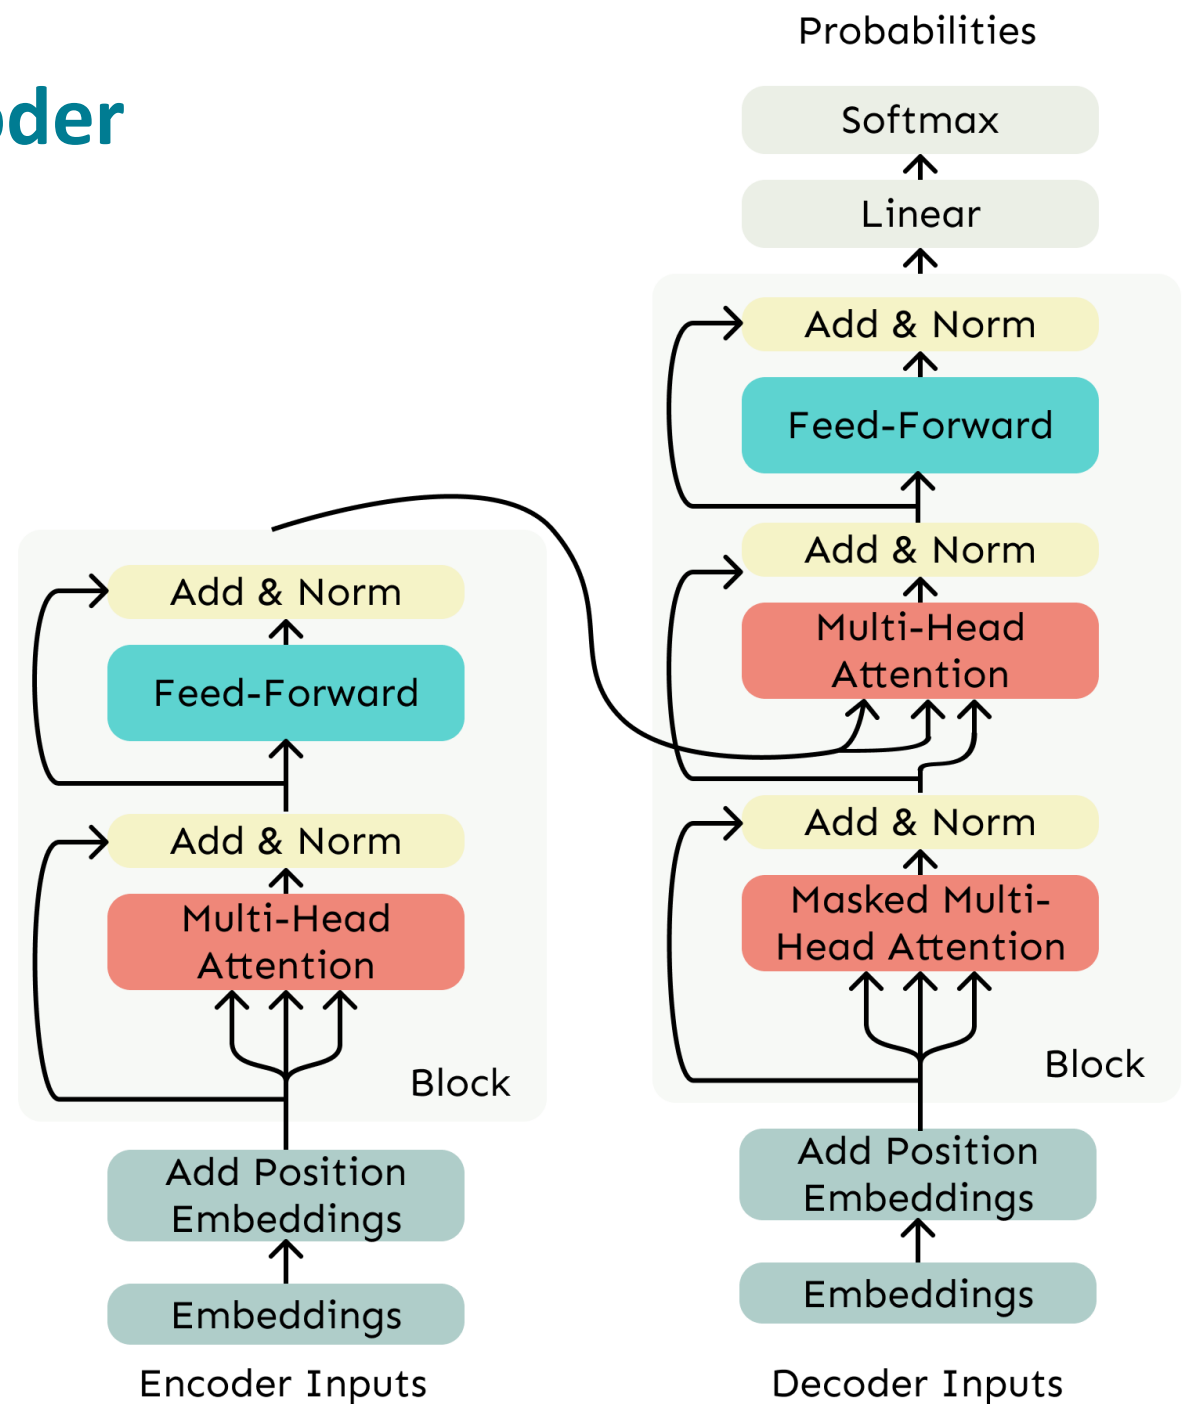 oder
Probabilities
Softmax
Linear
Add & Norm
Feed-Forward
Add & Norm
Multi-Head
Attention
Add & Norm
Masked Multi-
Head Attention
Block
Add Position
Embeddings
Embeddings
Decoder Inputs
Add & Norm
Feed-Forward
Add & Norm
Multi-Head
Attention
Block
Add Position
Embeddings
Embeddings
Encoder Inputs